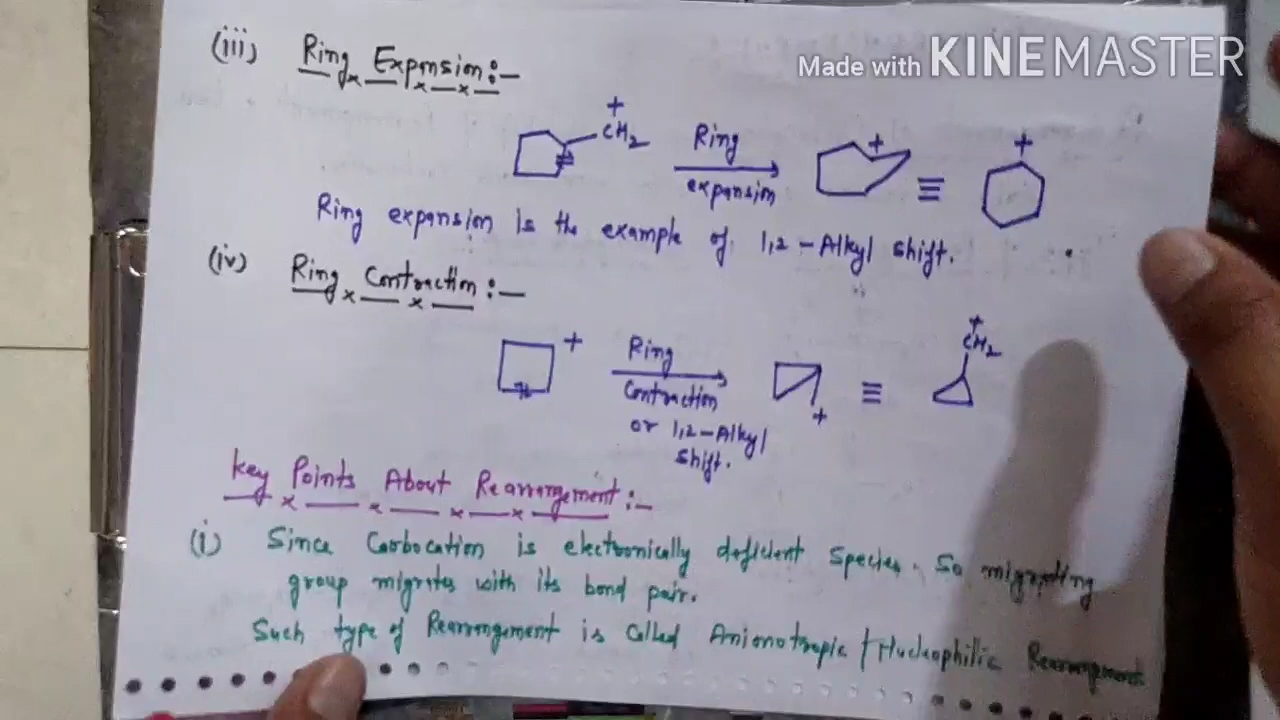 Made with KINEMASTER
(iii) Ring Expansion :-
+
CH2
Ring
expansion
+
≡
+
Ring expansion is the example of 1,2-Alkyl shift.
(iv) Ring Contraction :-
+
Ring
Contraction
or 1,2-Alkyl
shift.
+
≡
+
CH2
Key Points About Rearrangement :-
(i) Since Carbocation is electronically deficient species. So migrating
group migrates with its bond pair.
Such type of Rearrangement is called Anionotropic / Nucleophilic Rearrangement